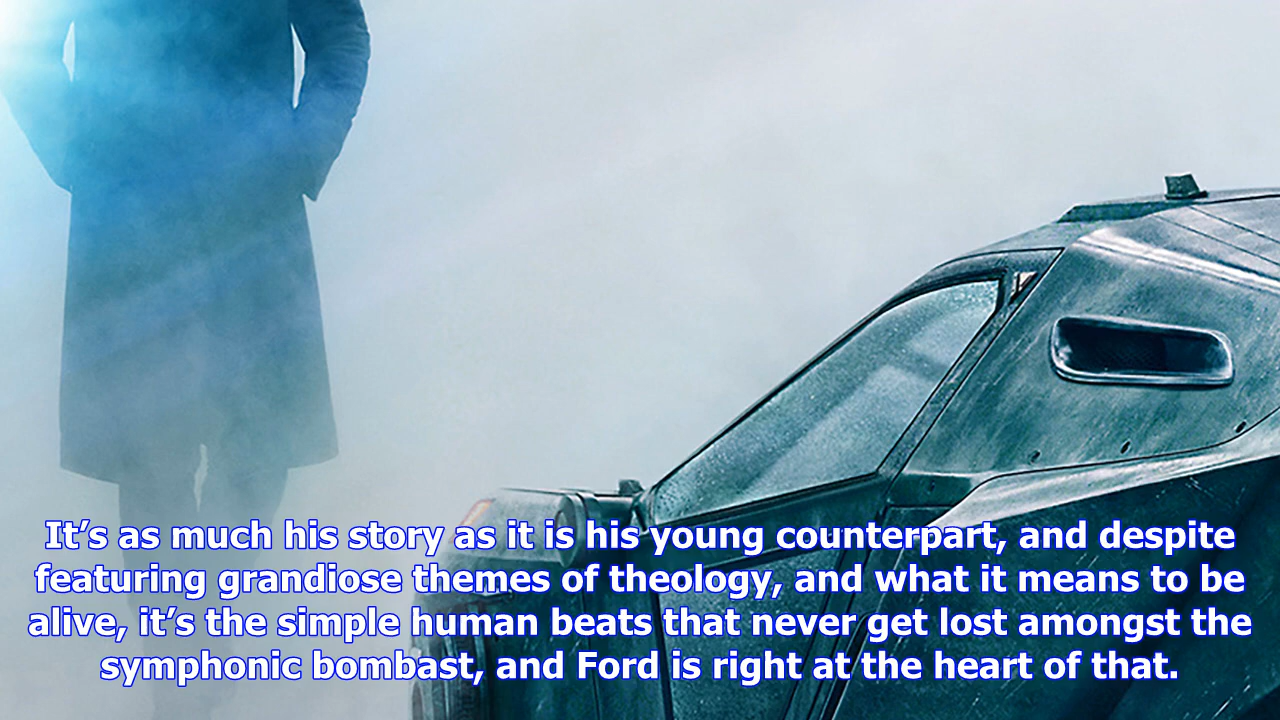 It’s as much his story as it is his young counterpart, and despite
featuring grandiose themes of theology, and what it means to be
alive, it’s the simple human beats that never get lost amongst the
symphonic bombast, and Ford is right at the heart of that.